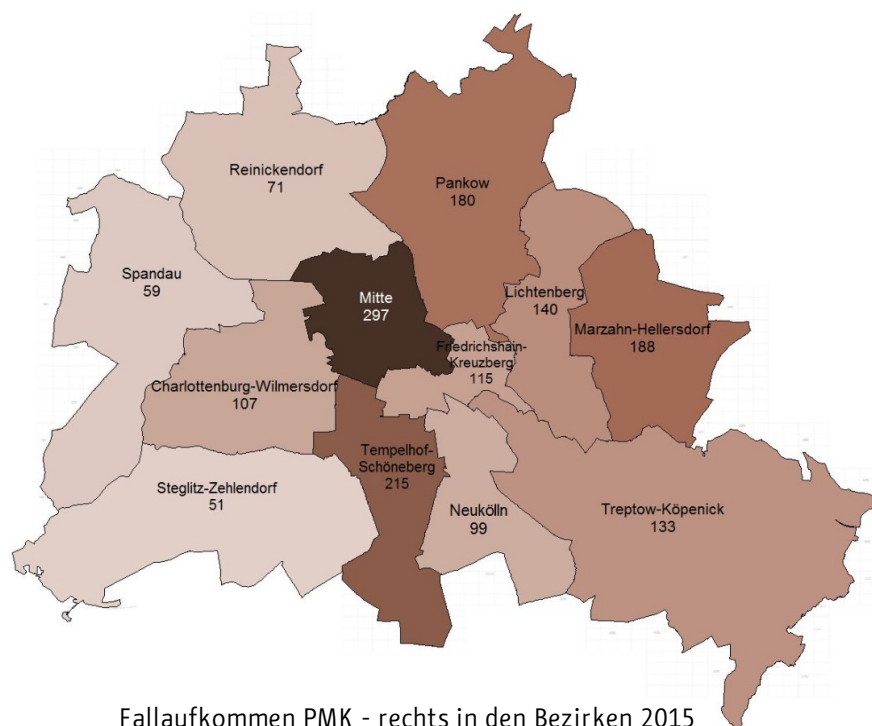 Reinickendorf
71
Pankow
180
Spandau
59
Mitte
297
Lichtenberg
140
Marzahn-Hellersdorf
188
Friedrichshain-
Kreuzberg
115
Charlottenburg-Wilmersdorf
107
Tempelhof-
Schöneberg
215
Steglitz-Zehlendorf
51
Neukölln
99
Treptow-Köpenick
133
Fallaufkommen PMK - rechts in den Bezirken 2015